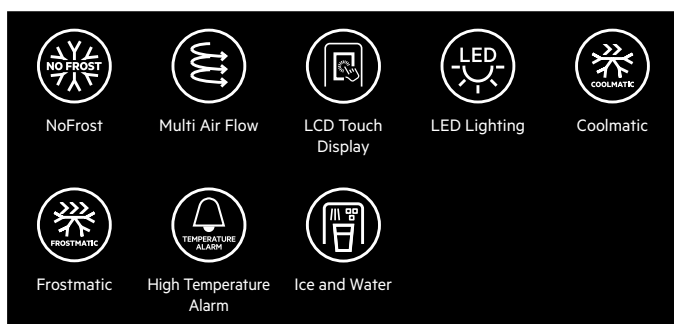 NO FROST
LED
COOLMATIC
NoFrost
Multi Air Flow
LCD Touch
Display
LED Lighting
Coolmatic
FROSTMATIC
TEMPERATURE
ALARM
Frostmatic
High Temperature
Alarm
Ice and Water